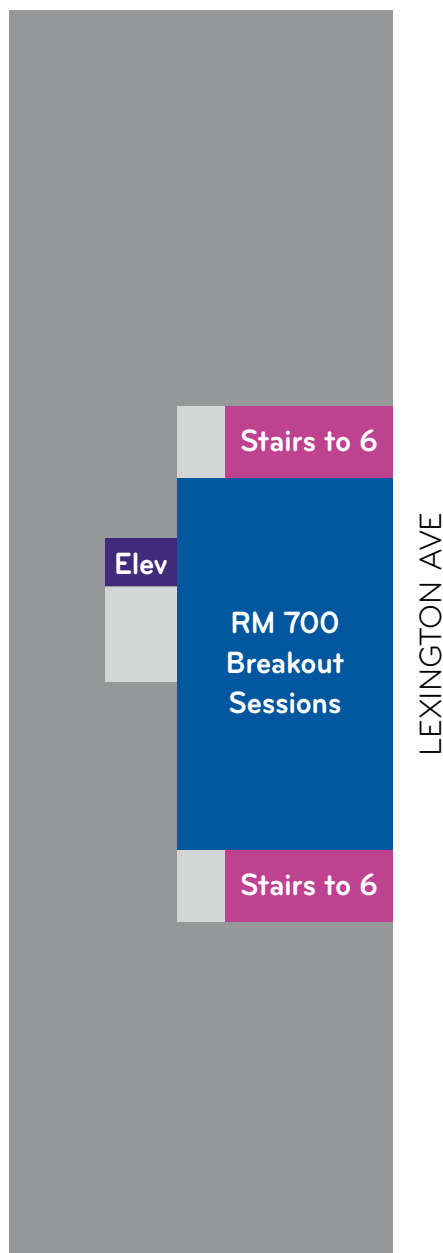 Stairs to 6
Elev
RM 700
Breakout
Sessions
LEXINGTON AVE
Stairs to 6